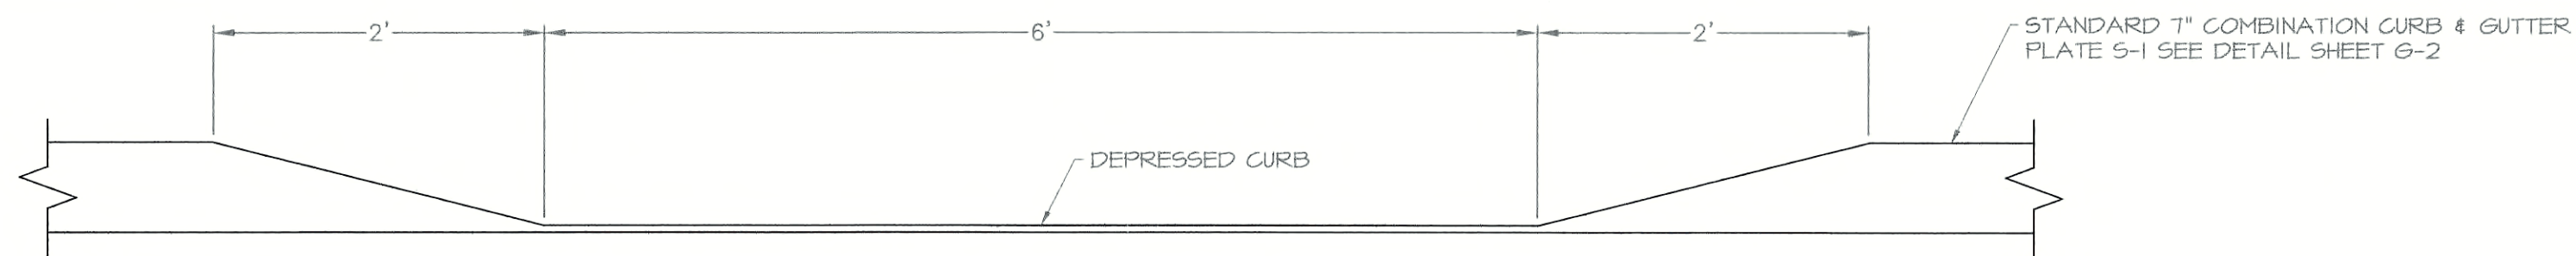 2'
6'
2'
STANDARD 7" COMBINATION CURB & GUTTER
PLATE S-1 SEE DETAIL SHEET G-2
DEPRESSED CURB